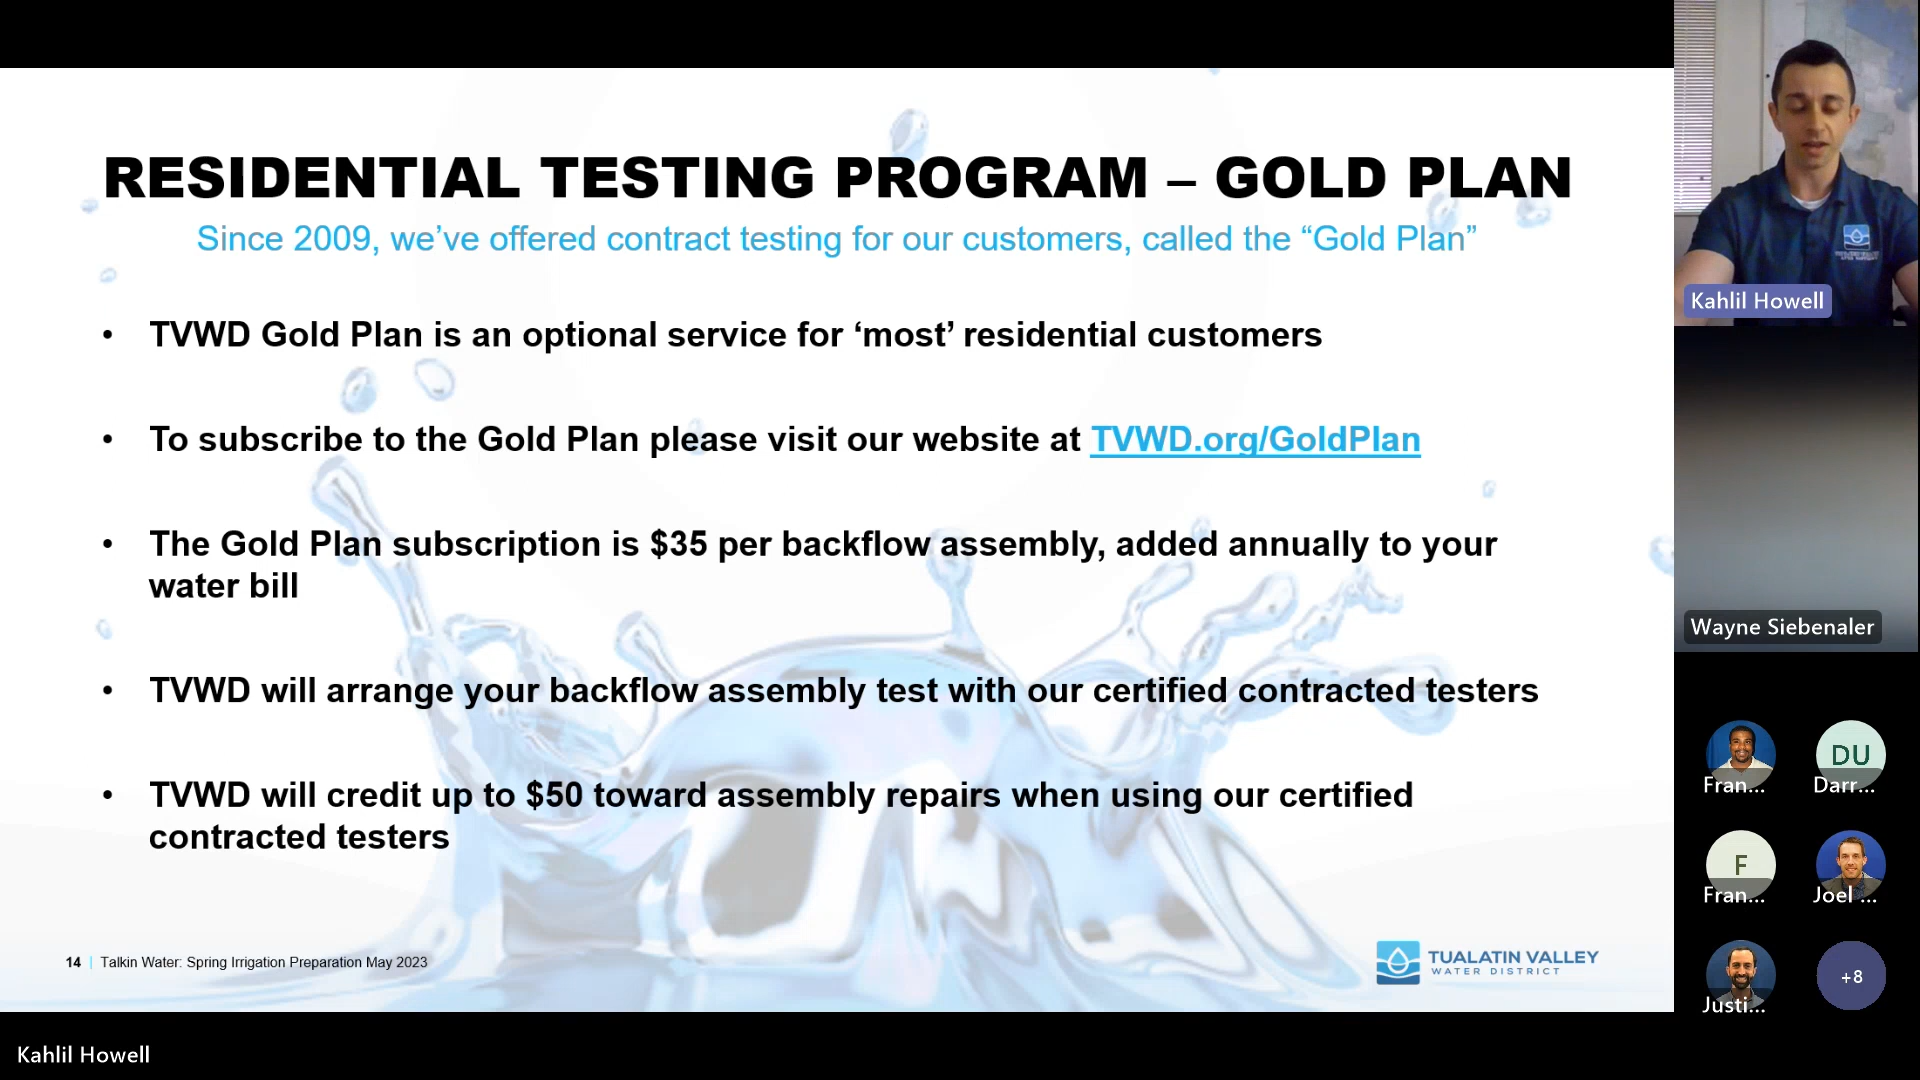 RESIDENTIAL TESTING PROGRAM – GOLD PLAN
Since 2009, we’ve offered contract testing for our customers, called the “Gold Plan”
• TVWD Gold Plan is an optional service for ‘most’ residential customers
• To subscribe to the Gold Plan please visit our website at TVWD.org/GoldPlan
• The Gold Plan subscription is $35 per backflow assembly, added annually to your
water bill
• TVWD will arrange your backflow assembly test with our certified contracted testers
• TVWD will credit up to $50 toward assembly repairs when using our certified
contracted testers
14 | Talkin Water: Spring Irrigation Preparation May 2023
TUALATIN VALLEY
WATER DISTRICT
Kahlil Howell
Wayne Siebenaler
Fran...
DU
Darr...
F
Fran...
Joel ...
Justi...
+8
Kahlil Howell